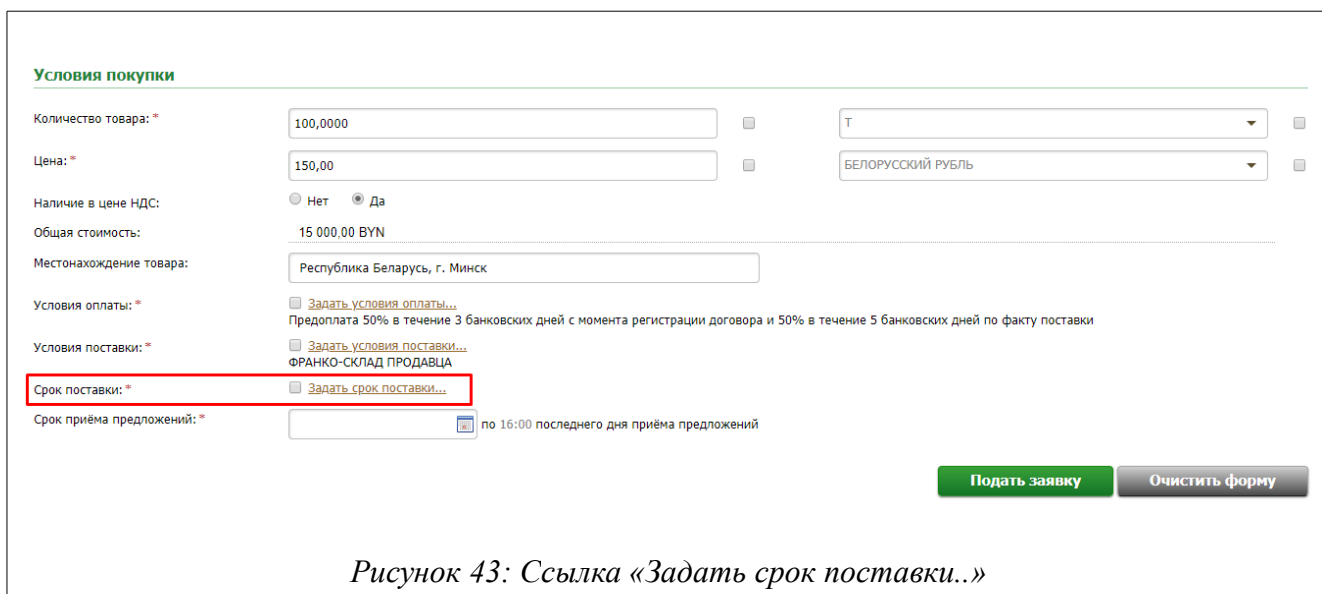 Условия покупки
Количество товара: * 100,0000 Т
Цена: * 150,00 БЕЛОРУССКИЙ РУБЛЬ
Наличие в цене НДС: Нет Да
Общая стоимость: 15 000,00 BYN
Местонахождение товара: Республика Беларусь, г. Минск
Условия оплаты: * Задать условия оплаты...
Предоплата 50% в течение 3 банковских дней с момента регистрации договора и 50% в течение 5 банковских дней по факту поставки
Условия поставки: * Задать условия поставки...
ФРАНКО-СКЛАД ПРОДАВЦА
Срок поставки: * Задать срок поставки...
Срок приёма предложений: * по 16:00 последнего дня приёма предложений
Подать заявку Очистить форму
Рисунок 43: Ссылка «Задать срок поставки..»